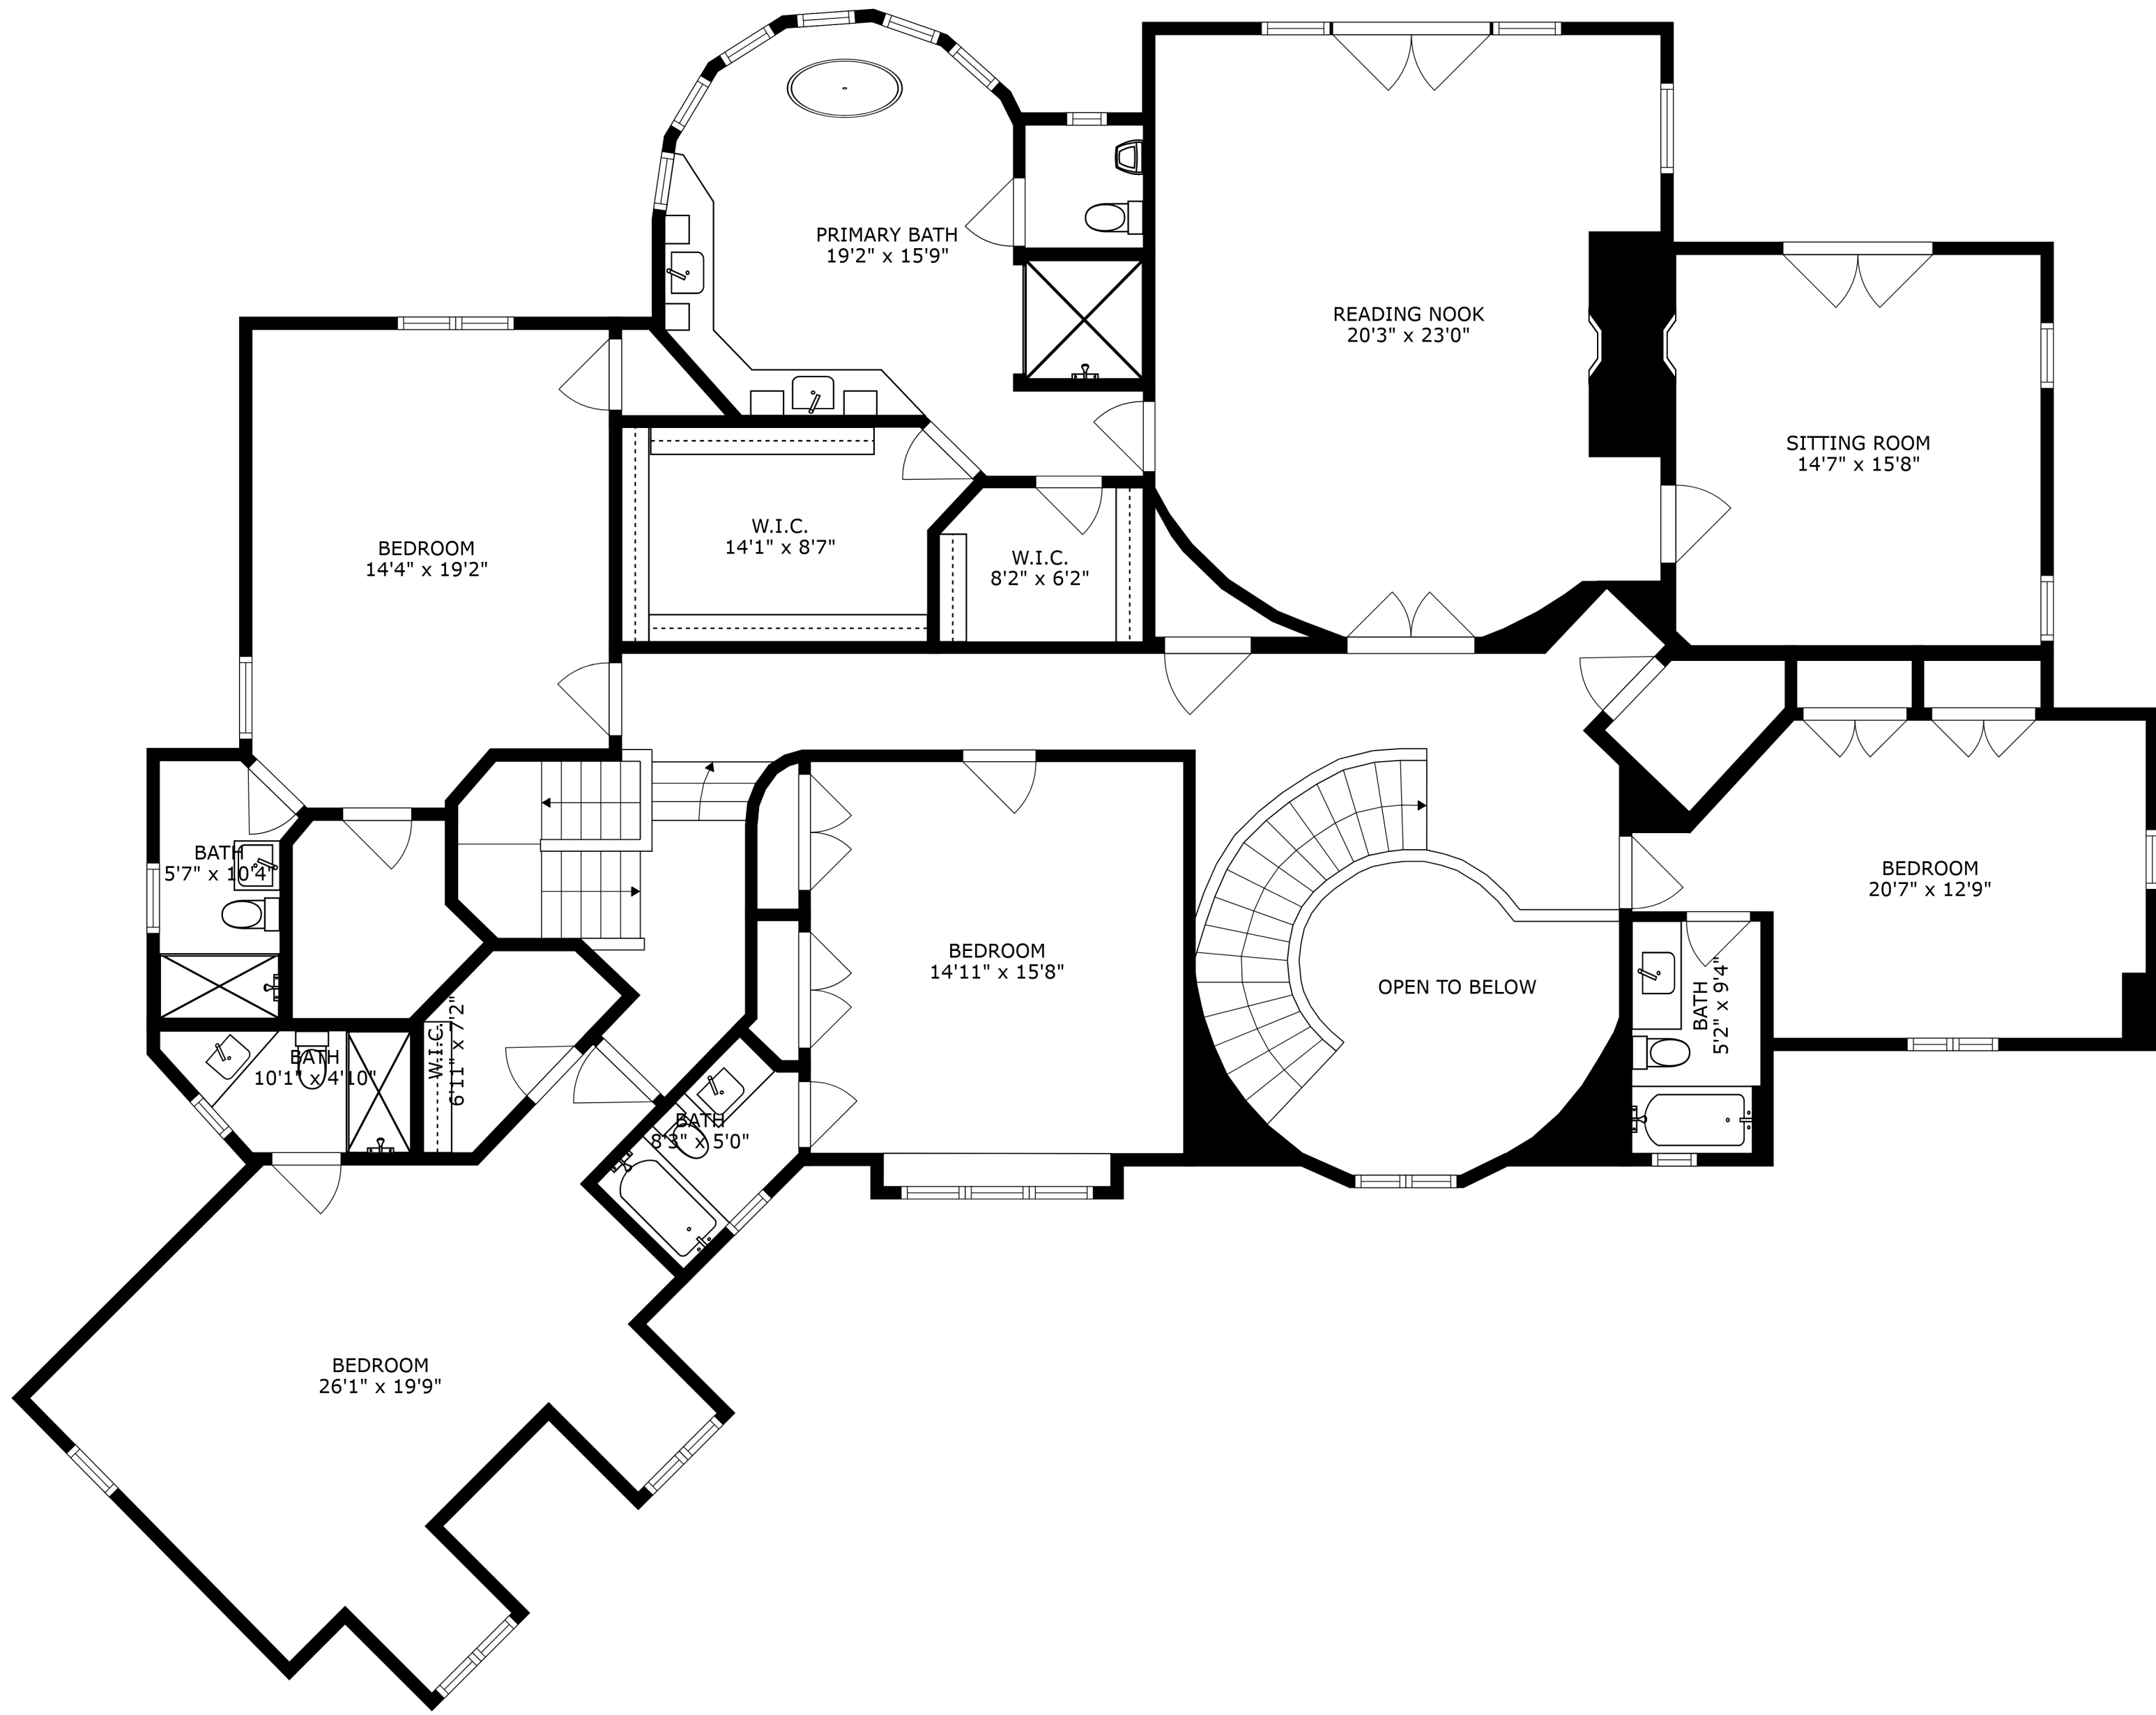 PRIMARY BATH
19'2" x 15'9"
READING NOOK
20'3" x 23'0"
SITTING ROOM
14'7" x 15'8"
W.I.C.
14'1" x 8'7"
W.I.C.
8'2" x 6'2"
BEDROOM
14'4" x 19'2"
BATH
5'7" x 10'4"
BEDROOM
20'7" x 12'9"
BEDROOM
14'11" x 15'8"
OPEN TO BELOW
BATH
5'2" x 9'4"
W.I.C.
6'11" x 7'2"
BATH
10'1" x 4'10"
BATH
8'3" x 5'0"
BEDROOM
26'1" x 19'9"